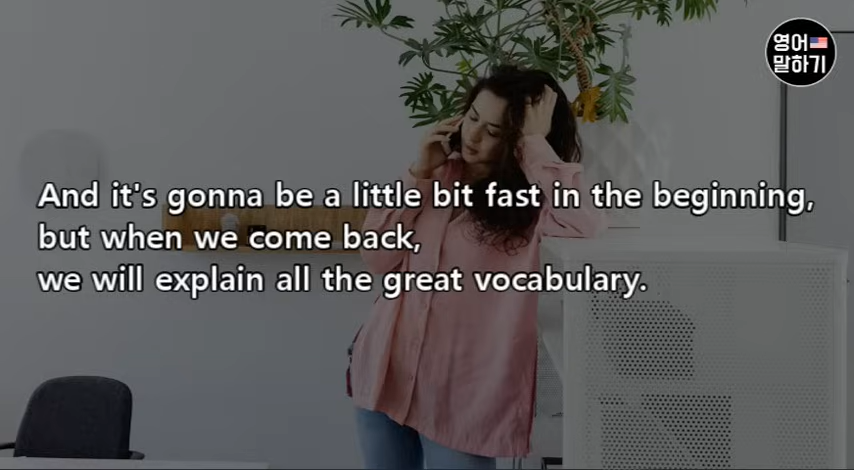 영어
말하기
And it's gonna be a little bit fast in the beginning,
but when we come back,
we will explain all the great vocabulary.